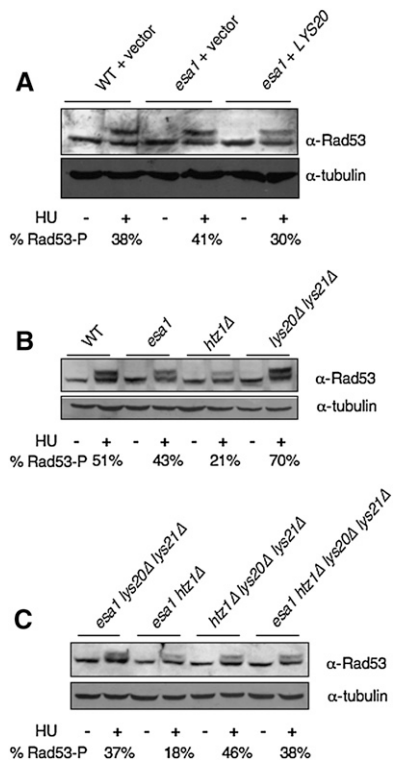 A
WT + vector esa1 + vector esa1 + LYS20
α-Rad53
α-tubulin
HU - + - + - +
% Rad53-P 38% 41% 30%
B
WT esa1 htz1Δ lys20Δ lys21Δ
α-Rad53
α-tubulin
HU - + - + - + - +
% Rad53-P 51% 43% 21% 70%
C
esa1 lys20Δ lys21Δ esa1 htz1Δ htz1Δ lys20Δ lys21Δ esa1 htz1Δ lys20Δ lys21Δ
α-Rad53
α-tubulin
HU - + - + - + - +
% Rad53-P 37% 18% 46% 38%